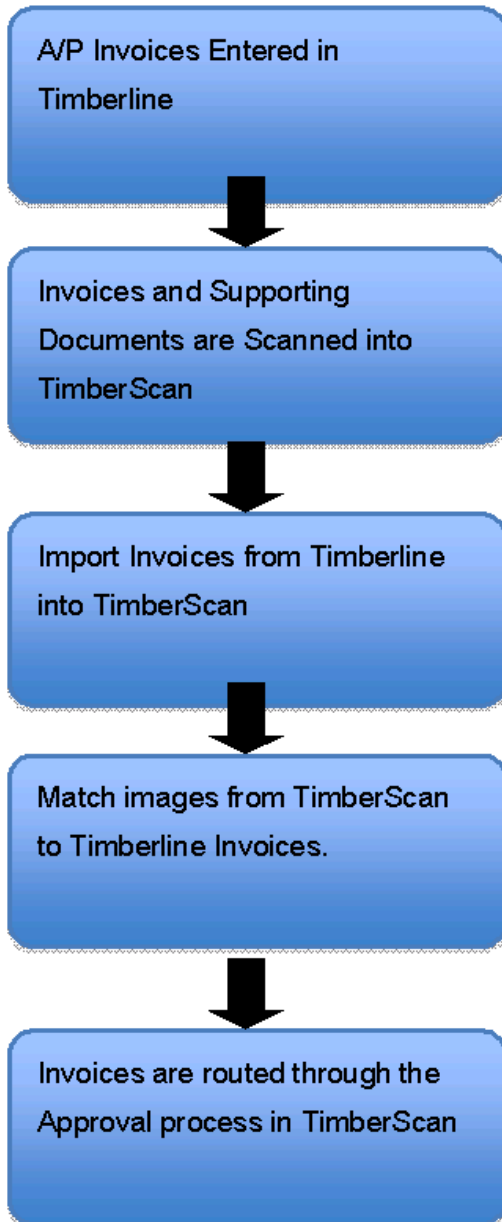 A/P Invoices Entered in
Timberline
Invoices and Supporting
Documents are Scanned into
TimberScan
Import Invoices from Timberline
into TimberScan
Match images from TimberScan
to Timberline Invoices.
Invoices are routed through the
Approval process in TimberScan